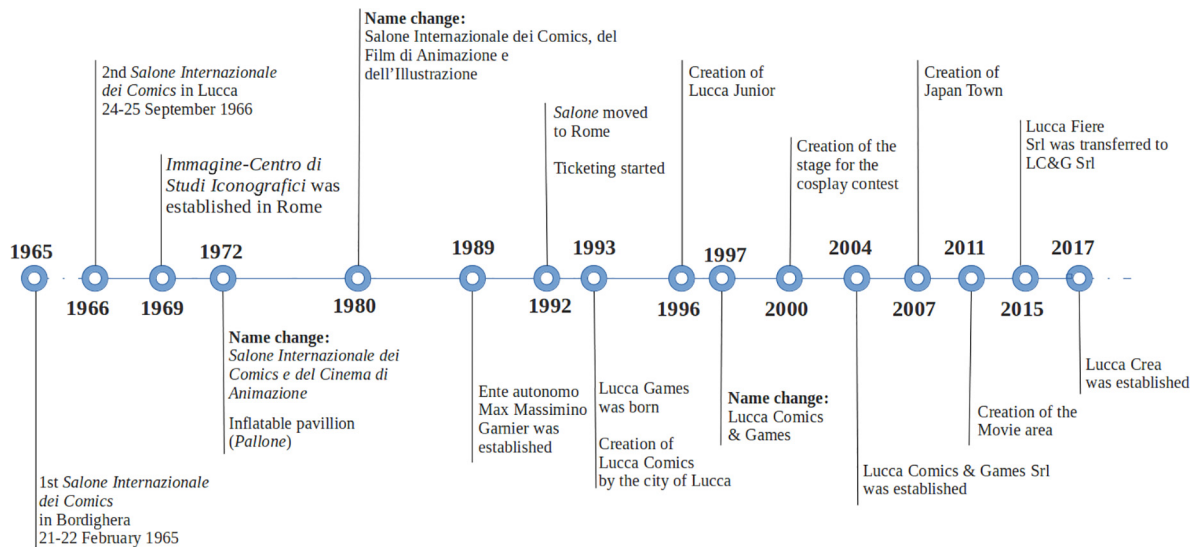 Name change:
Salone Internazionale dei Comics, del
Film di Animazione e
dell'Illustrazione
2nd Salone Internazionale
dei Comics in Lucca
24-25 September 1966
Creation of
Lucca Junior
Creation of
Japan Town
Salone moved
to Rome
Ticketing started
Lucca Fiere
Srl was transferred to
LC&G Srl
Immagine-Centro di
Studi Iconografici was
established in Rome
Creation of the
stage for the
cosplay contest
1965
1972
1989
1993
1997
2004
2011
2017
1966
1969
1980
1992
1996
2000
2007
2015
Name change:
Salone Internazionale dei
Comics e del Cinema di
Animazione
Inflatable pavillion
(Pallone)
Ente autonomo
Max Massimino
Garnier was
established
Lucca Games
was born
Creation of
Lucca Comics
by the city of Lucca
Name change:
Lucca Comics
& Games
Lucca Crea
was established
Creation of the
Movie area
Lucca Comics & Games Srl
was established
1st Salone Internazionale
dei Comics
in Bordighera
21-22 February 1965